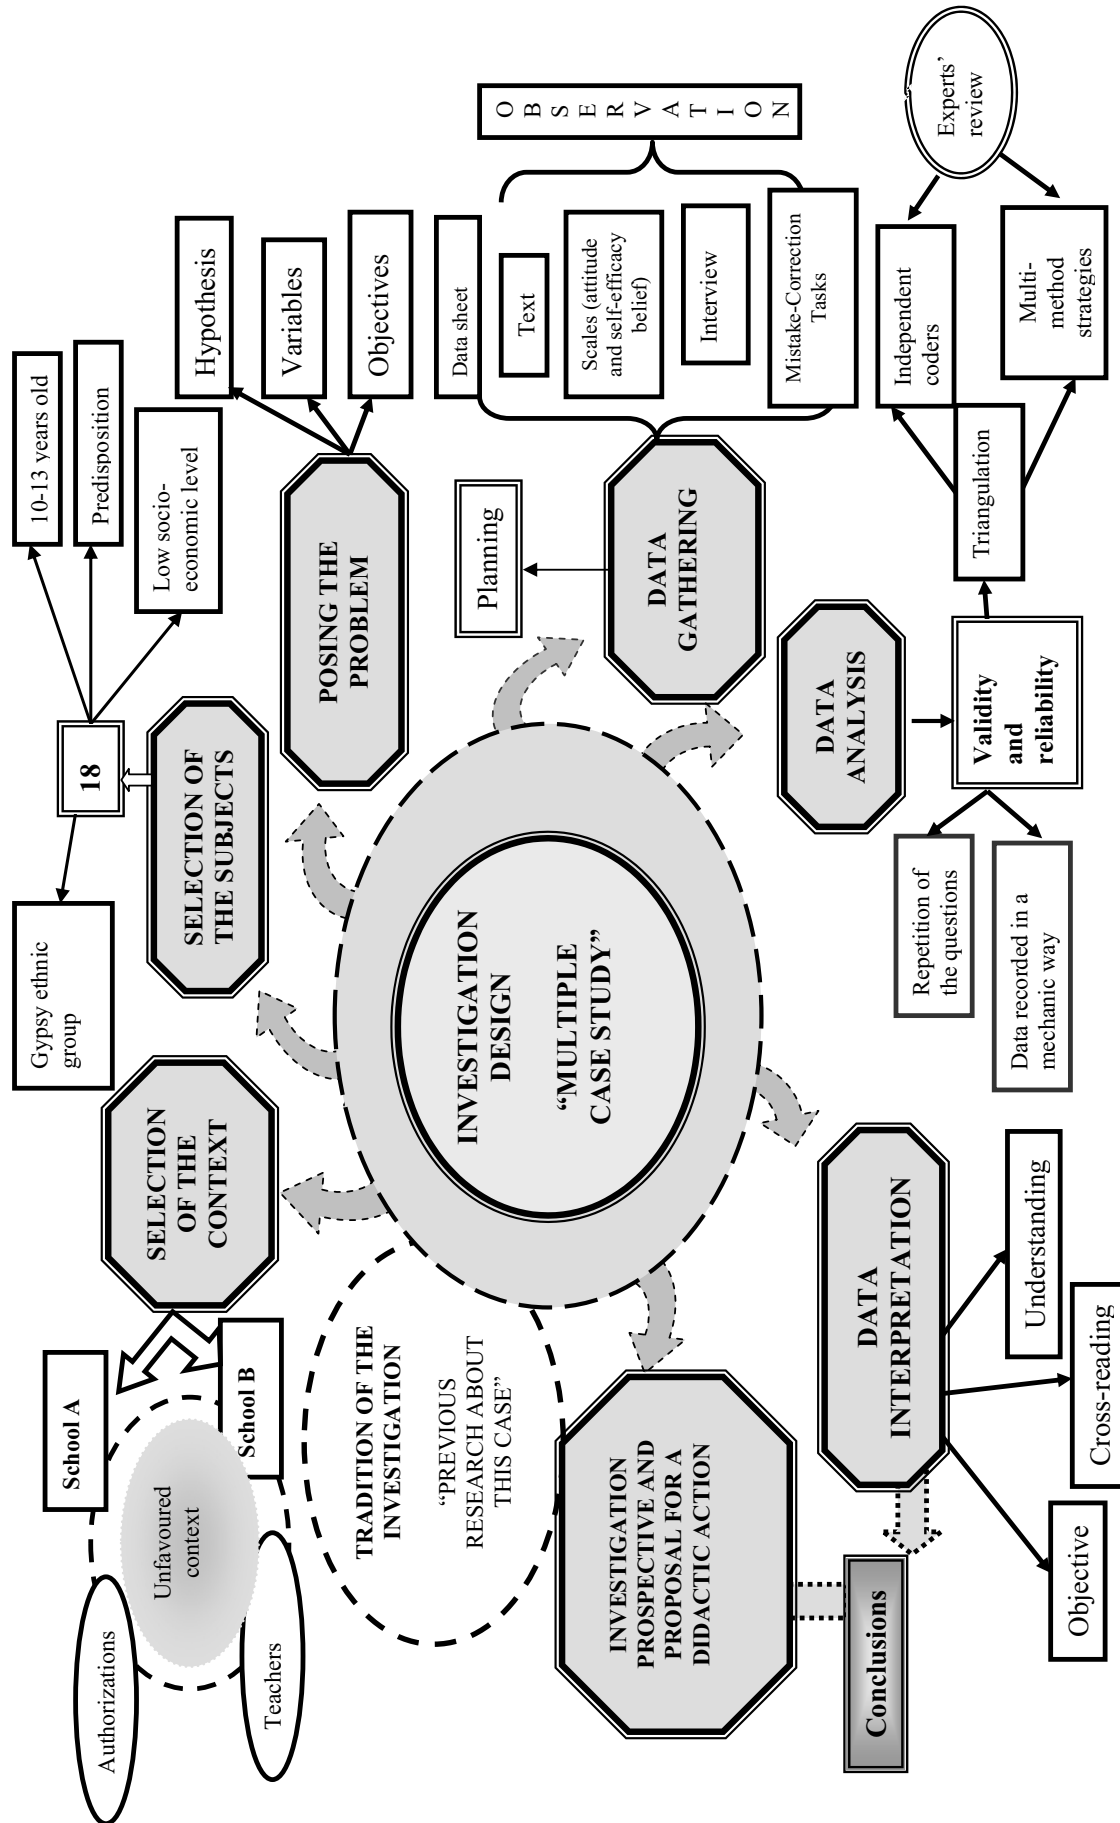 Authorizations
Unfavoured
context
Teachers
School A
School B
SELECTION
OF THE
CONTEXT
Gypsy ethnic
group
SELECTION OF
THE SUBJECTS
18
10-13 years old
Predisposition
Low socio-
economic level
POSING THE
PROBLEM
Hypothesis
Variables
Objectives
TRADITION OF THE
INVESTIGATION
“PREVIOUS
RESEARCH ABOUT
THIS CASE”
INVESTIGATION
DESIGN
“MULTIPLE
CASE STUDY”
Planning
DATA
GATHERING
Data sheet
Text
Scales (attitude
and self-efficacy
belief)
Interview
Mistake-Correction
Tasks
O
B
S
E
R
V
A
T
I
O
N
INVESTIGATION
PROSPECTIVE AND
PROPOSAL FOR A
DIDACTIC ACTION
Conclusions
DATA
INTERPRETATION
Objective
Cross-reading
Understanding
DATA
ANALYSIS
Validity
and
reliability
Repetition of
the questions
Data recorded in a
mechanic way
Triangulation
Independent
coders
Multi-
method
strategies
Experts’
review